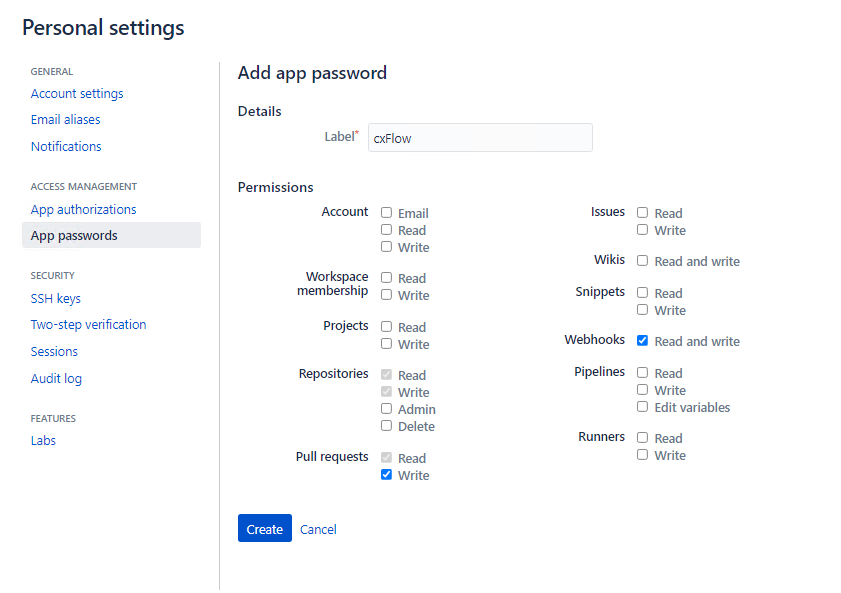 Personal settings
GENERAL
Account settings
Email aliases
Notifications
ACCESS MANAGEMENT
App authorizations
App passwords
SECURITY
SSH keys
Two-step verification
Sessions
Audit log
FEATURES
Labs
Add app password
Details
Label* cxFlow
Permissions
Account Email
Read
Write
Workspace membership Read
Write
Projects Read
Write
Repositories Read
Write
Admin
Delete
Pull requests Read
Write
Issues Read
Write
Wikis Read and write
Snippets Read
Write
Webhooks Read and write
Pipelines Read
Write
Edit variables
Runners Read
Write
Create Cancel